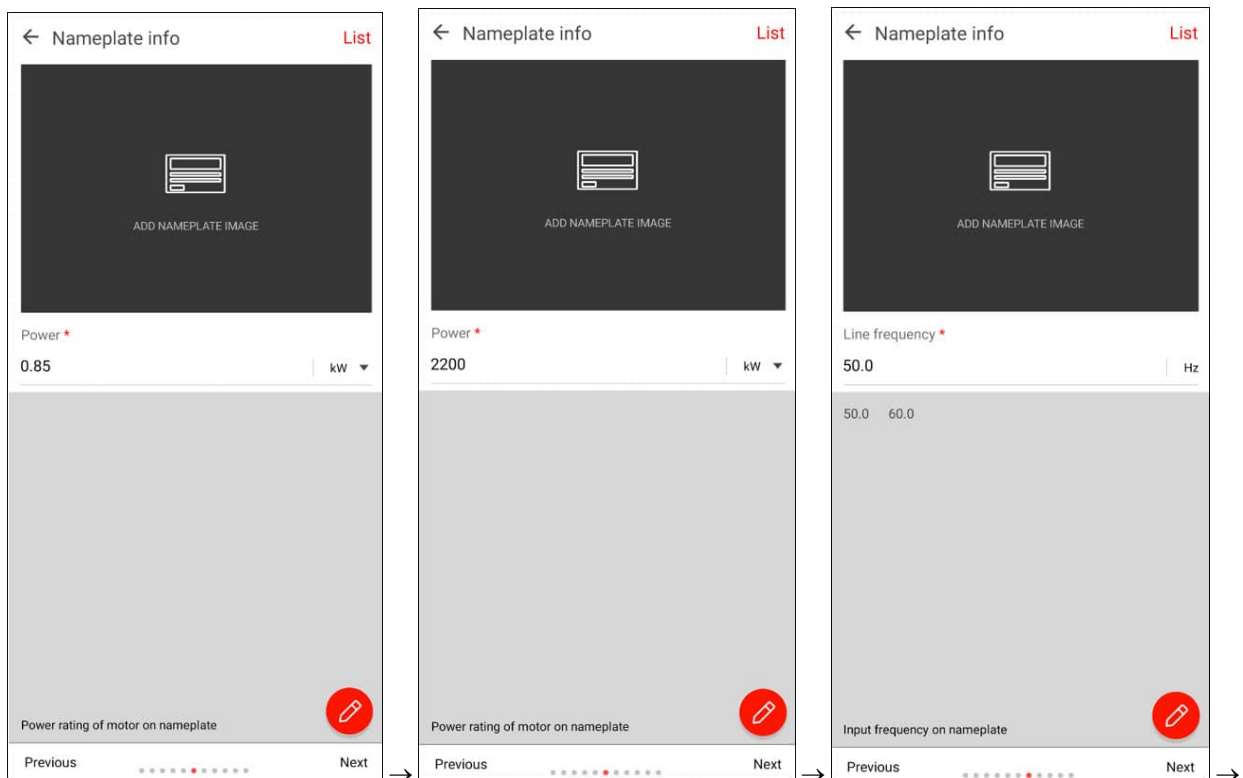 ← Nameplate info List
ADD NAMEPLATE IMAGE
Power *
0.85 kW ▼
Power rating of motor on nameplate
Previous Next
→
← Nameplate info List
ADD NAMEPLATE IMAGE
Power *
2200 kW ▼
Power rating of motor on nameplate
Previous Next
→
← Nameplate info List
ADD NAMEPLATE IMAGE
Line frequency *
50.0 Hz
50.0 60.0
Input frequency on nameplate
Previous Next
→